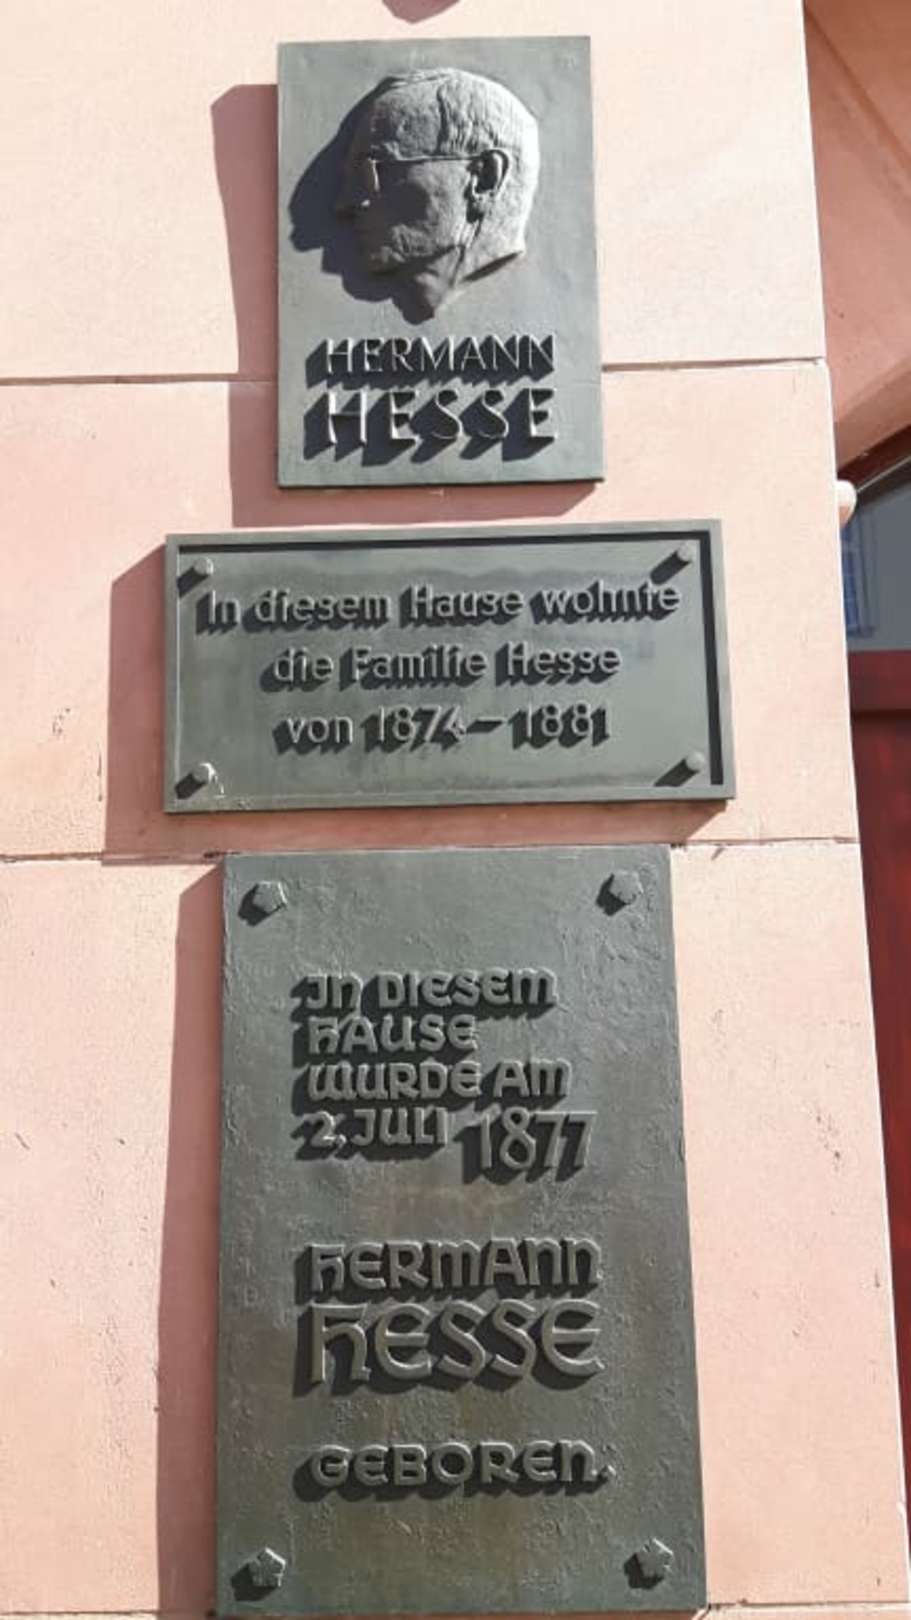 HERMANN
HESSE
In diesem Hause wohnte
die Familie Hesse
von 1874–1881
IN DIESEM
HAUSE
WURDE AM
2. JULI 1877
HERMANN
HESSE
GEBOREN.